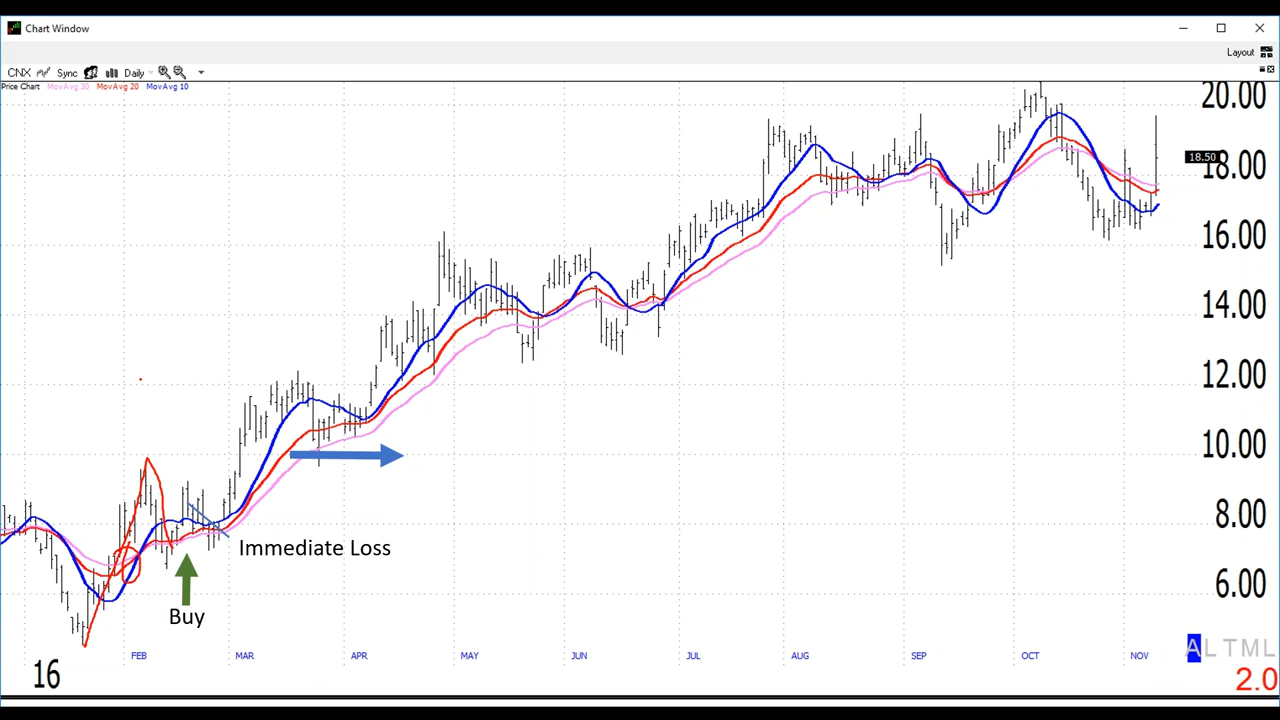 Chart Window
Layout
CNX Sync Daily
Price Chart MovAvg 30 MovAvg 20 MovAvg 10
20.00
18.50
18.00
16.00
14.00
12.00
10.00
8.00
Immediate Loss
6.00
Buy
FEB MAR APR MAY JUN JUL AUG SEP OCT NOV
A L T M L
16
2.0